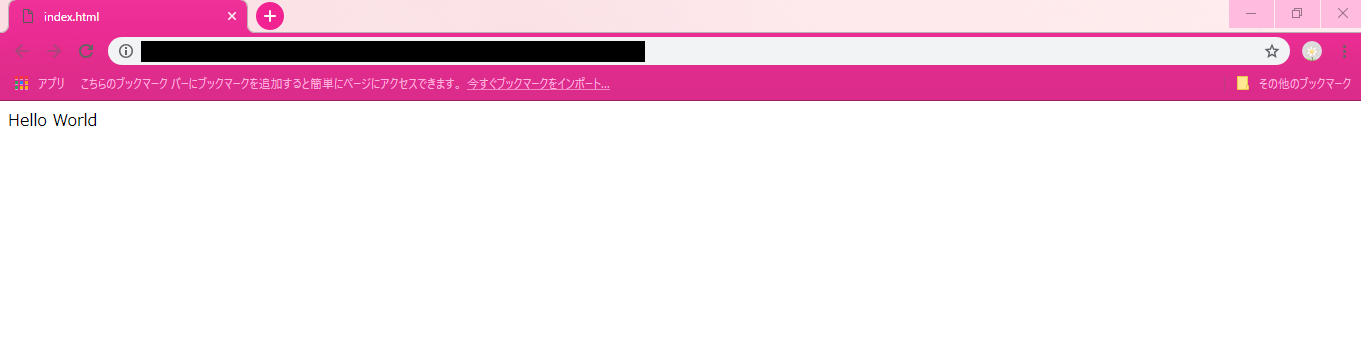 index.html
アプリ こちらのブックマーク バーにブックマークを追加すると簡単にページにアクセスできます。 今すぐブックマークをインポート... その他のブックマーク
Hello World